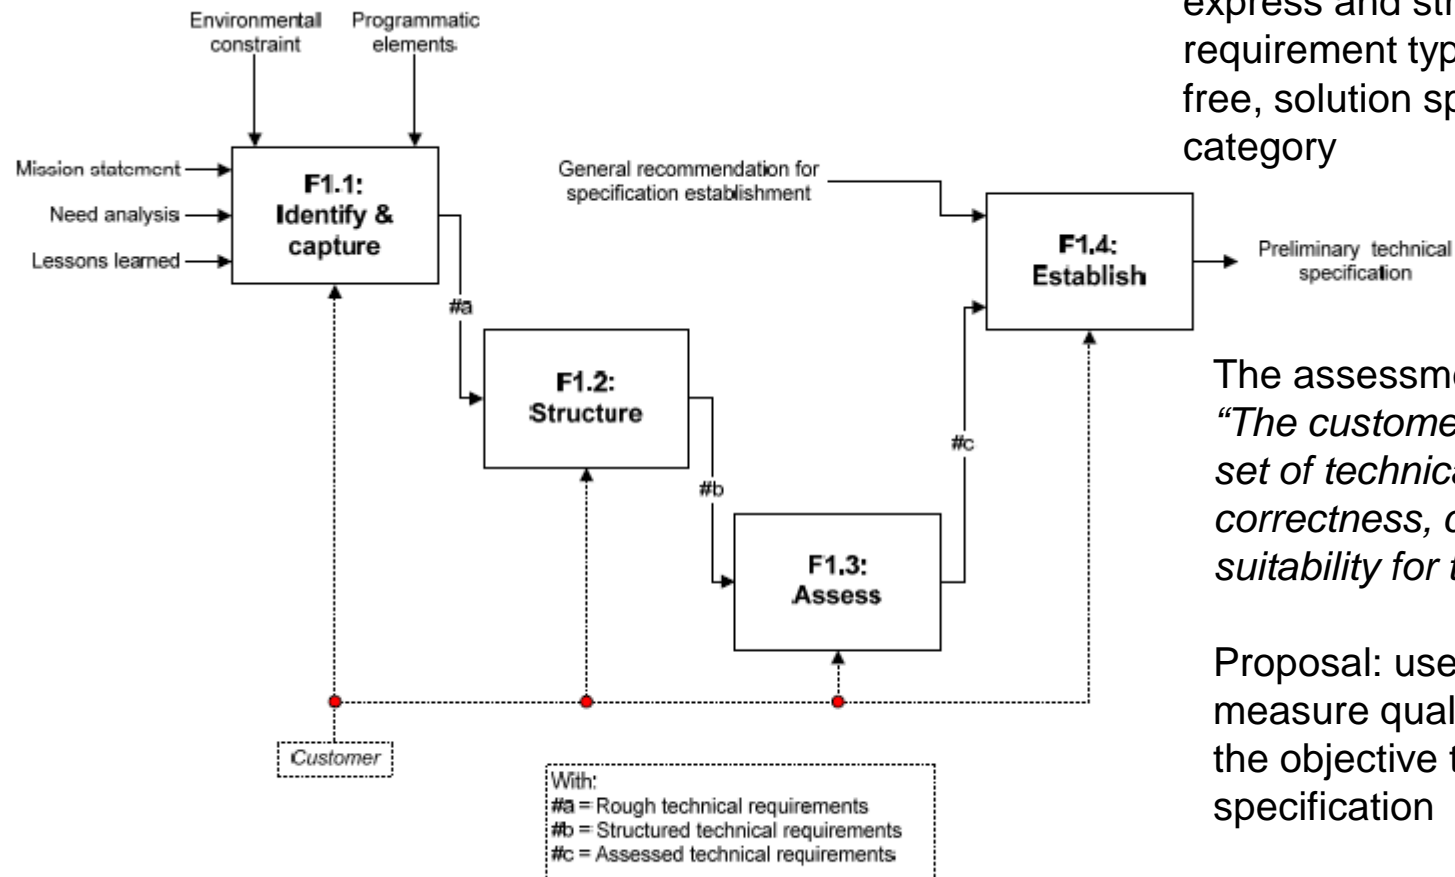 Environmental
constraint
Programmatic
elements
express and str
requirement typ
free, solution sp
category
Mission statement
Need analysis
Lessons learned
F1.1:
Identify &
capture
General recommendation for
specification establishment
F1.4:
Establish
Preliminary technical
specification
#a
F1.2:
Structure
#b
#c
F1.3:
Assess
The assessme
“The custome
set of technica
correctness, c
suitability for t
Proposal: use
measure qual
the objective t
specification
Customer
With:
#a = Rough technical requirements
#b = Structured technical requirements
#c = Assessed technical requirements